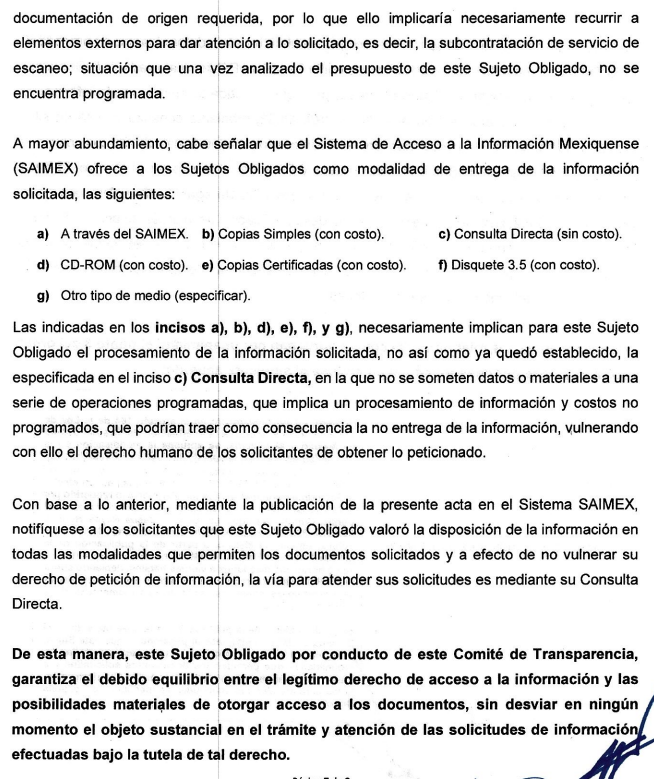 documentación de origen requerida, por lo que ello implicaría necesariamente recurrir a
elementos externos para dar atención a lo solicitado, es decir, la subcontratación de servicio de
escaneo; situación que una vez analizado el presupuesto de este Sujeto Obligado, no se
encuentra programada.
A mayor abundamiento, cabe señalar que el Sistema de Acceso a la Información Mexiquense
(SAIMEX) ofrece a los Sujetos Obligados como modalidad de entrega de la información
solicitada, las siguientes:
a) A través del SAIMEX. b) Copias Simples (con costo). c) Consulta Directa (sin costo).
d) CD-ROM (con costo). e) Copias Certificadas (con costo). f) Disquete 3.5 (con costo).
g) Otro tipo de medio (especificar).
Las indicadas en los incisos a), b), d), e), f), y g), necesariamente implican para este Sujeto
Obligado el procesamiento de la información solicitada, no así como ya quedó establecido, la
especificada en el inciso c) Consulta Directa, en la que no se someten datos o materiales a una
serie de operaciones programadas, que implica un procesamiento de información y costos no
programados, que podrían traer como consecuencia la no entrega de la información, vulnerando
con ello el derecho humano de los solicitantes de obtener lo peticionado.
Con base a lo anterior, mediante la publicación de la presente acta en el Sistema SAIMEX,
notifíquese a los solicitantes que este Sujeto Obligado valoró la disposición de la información en
todas las modalidades que permiten los documentos solicitados y a efecto de no vulnerar su
derecho de petición de información, la vía para atender sus solicitudes es mediante su Consulta
Directa.
De esta manera, este Sujeto Obligado por conducto de este Comité de Transparencia,
garantiza el debido equilibrio entre el legítimo derecho de acceso a la información y las
posibilidades materiales de otorgar acceso a los documentos, sin desviar en ningún
momento el objeto sustancial en el trámite y atención de las solicitudes de información
efectuadas bajo la tutela de tal derecho.